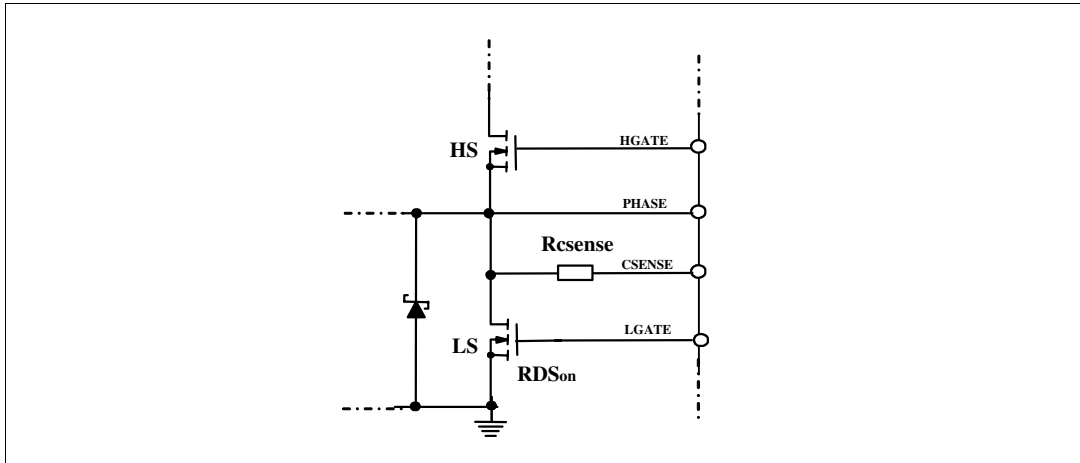 HS
HGATE
PHASE
Rcsense
CSENSE
LGATE
LS
RDSon